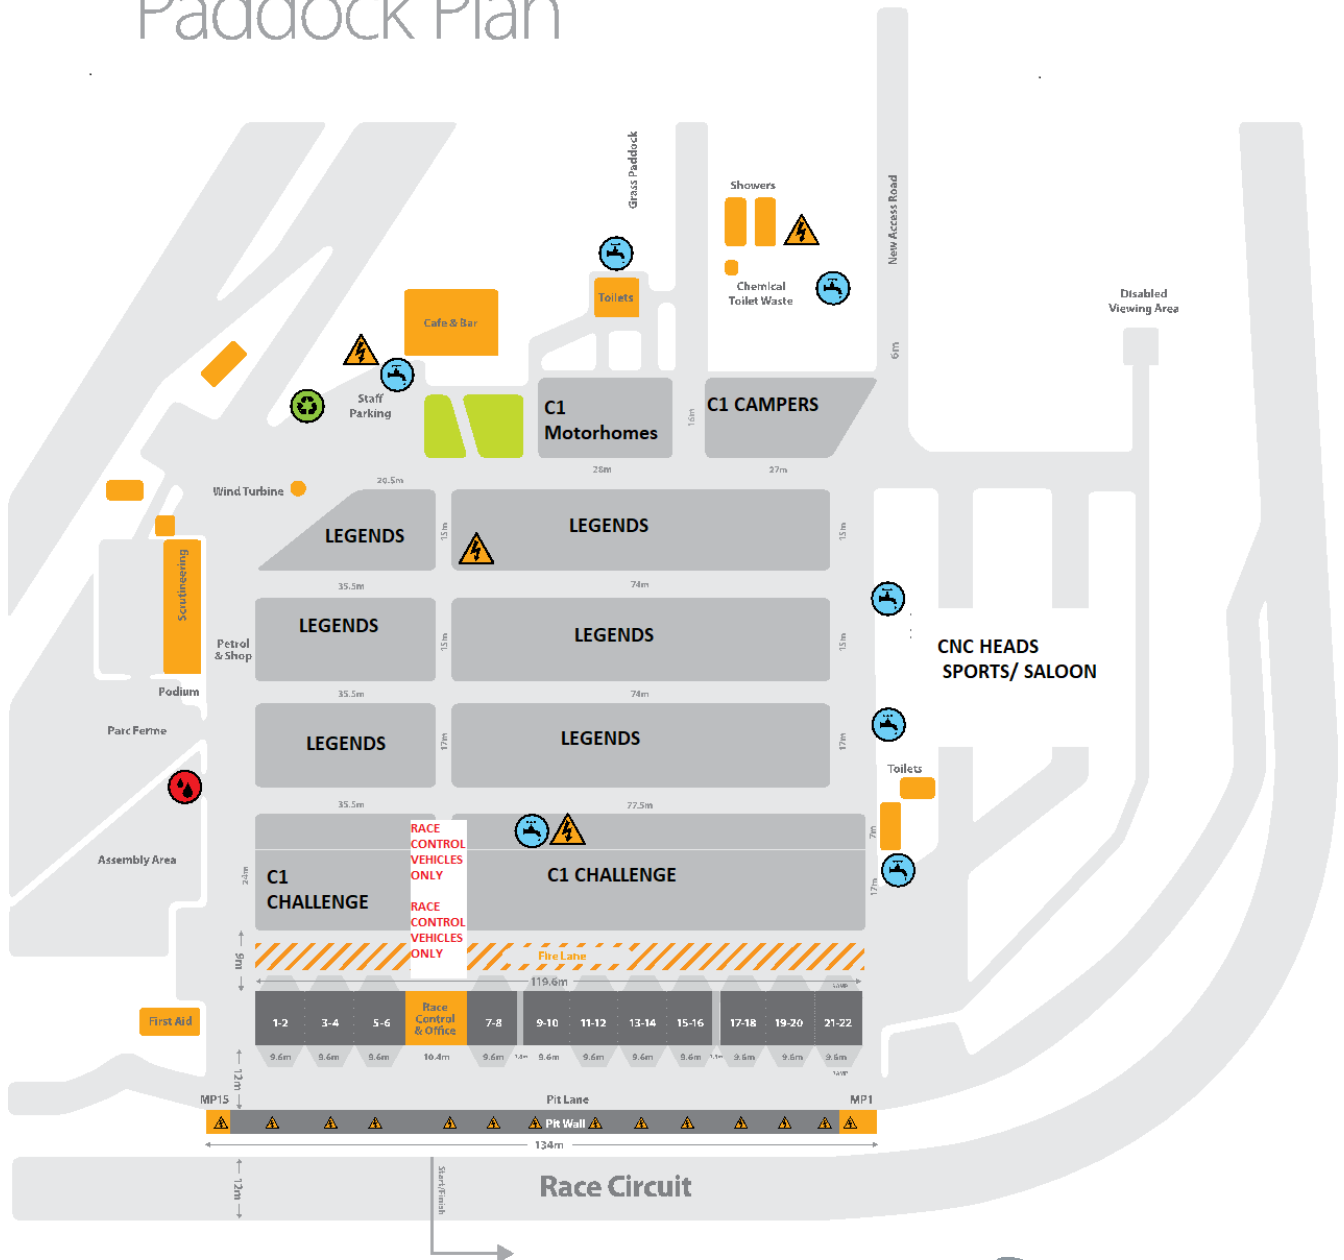 Paddock Plan
Grass Paddock
Showers
New Access Road
Chemical
Toilet Waste
Disabled
Viewing Area
Toilets
Cafe & Bar
6m
Staff
Parking
C1
Motorhomes
16m
C1 CAMPERS
28m
27m
Wind Turbine
20.5m
LEGENDS
15m
LEGENDS
15m
35.5m
74m
Scrutineering
Petrol
& Shop
LEGENDS
15m
LEGENDS
15m
CNC HEADS
SPORTS/ SALOON
Podium
35.5m
74m
Parc Ferme
LEGENDS
17m
LEGENDS
17m
Toilets
35.5m
77.5m
Assembly Area
24m
C1
CHALLENGE
RACE
CONTROL
VEHICLES
ONLY
RACE
CONTROL
VEHICLES
ONLY
C1 CHALLENGE
7m
17m
9m
Fire Lane
119.6m
First Aid
1-2
3-4
5-6
Race
Control
& Office
7-8
9-10
11-12
13-14
15-16
17-18
19-20
21-22
9.6m
9.6m
9.6m
10.4m
9.6m
9.6m
9.6m
9.6m
9.6m
9.6m
9.6m
9.6m
12m
MP15
Pit Lane
MP1
Pit Wall
134m
12m
Start/Finish
Race Circuit